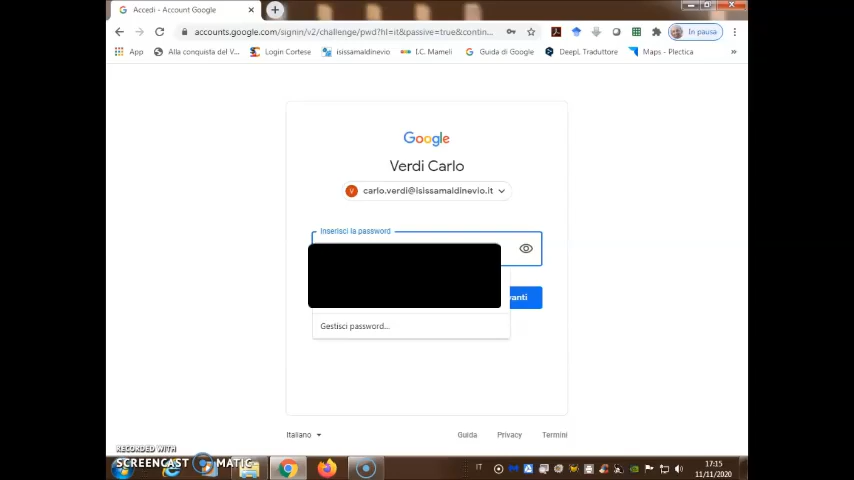 Accedi - Account Google
accounts.google.com/signin/v2/challenge/pwd?hl=it&passive=true&contin...
In pausa
App
Alla conquista del V...
Login Cortese
isissamaldinevio
I.C. Mameli
Guida di Google
DeepL Traduttore
Maps - Plectica
»
Google
Verdi Carlo
V
carlo.verdi@isissamaldinevio.it
Inserisci la password
vanti
Gestisci password...
Italiano
Guida
Privacy
Termini
RECORDED WITH
SCREENCAST MATIC
IT
17:15
11/11/2020